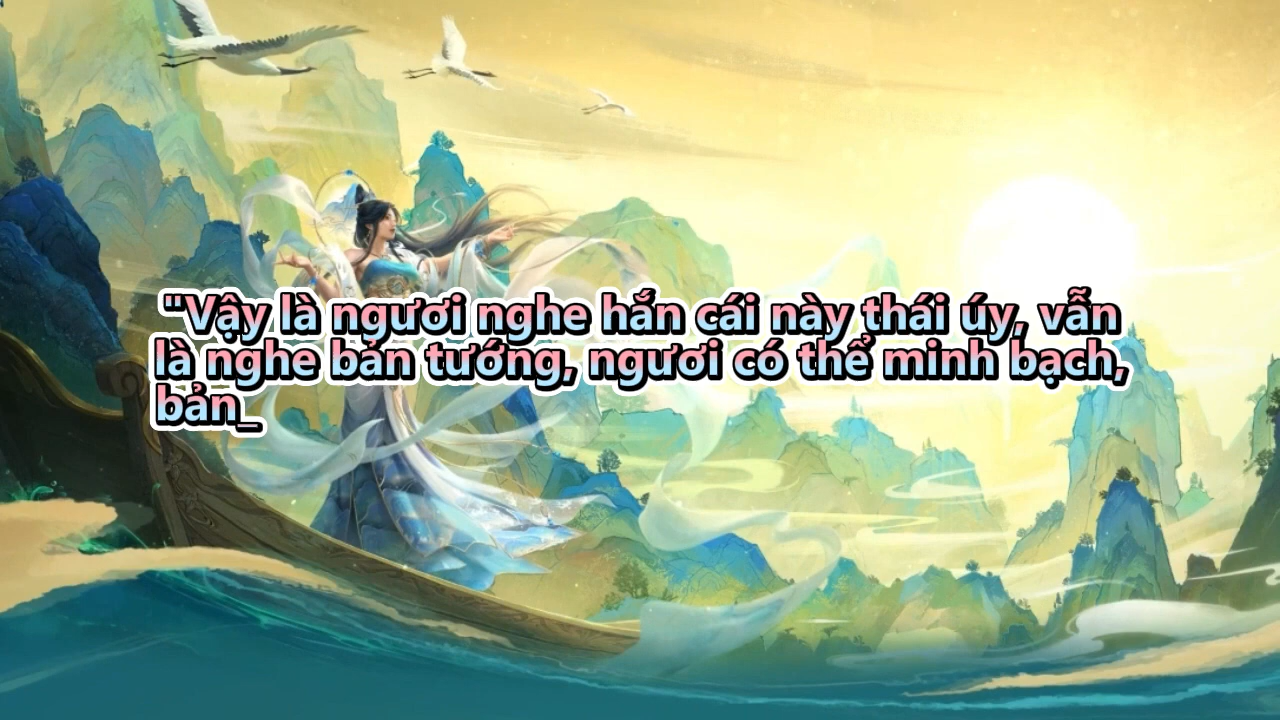 "Vậy là ngươi nghe hắn cái này thái úy, vẫn
là nghe bản tướng, ngươi có thể minh bạch,
bản_